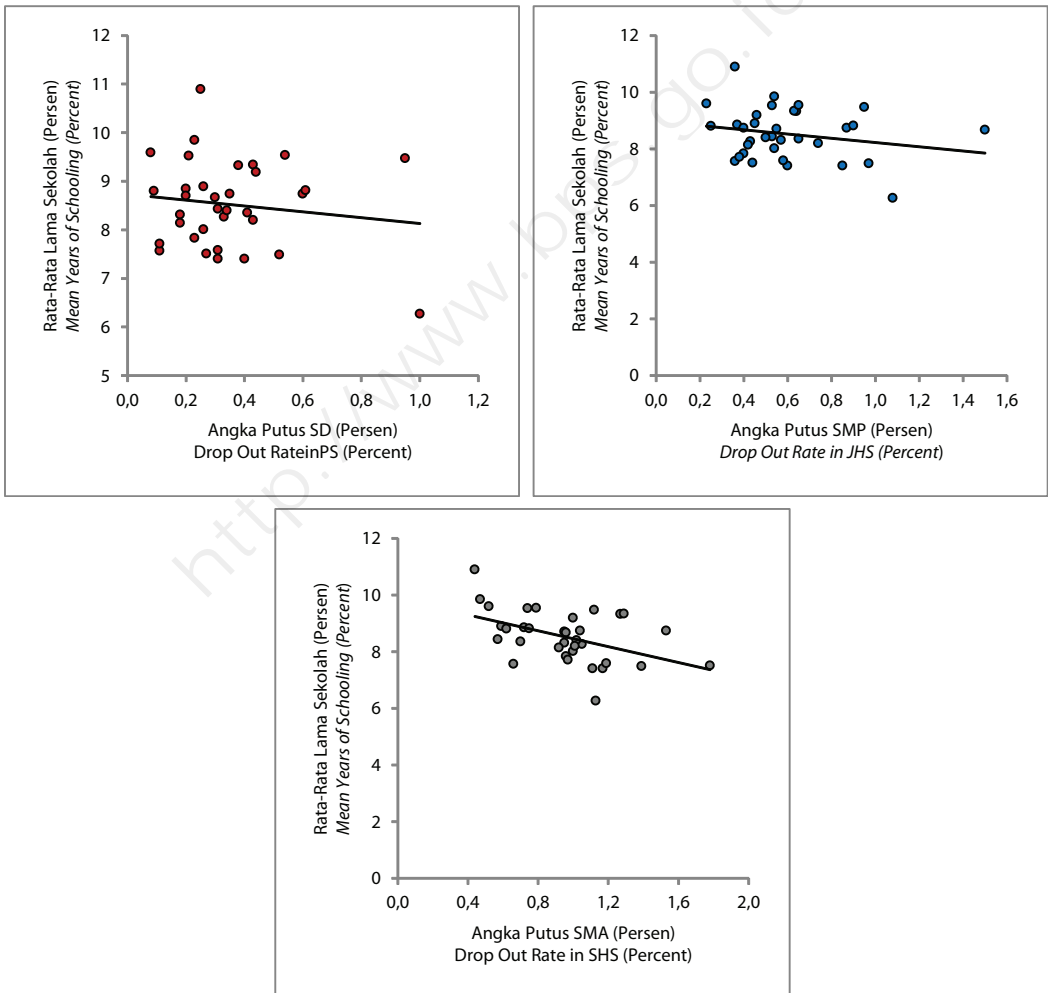 12
11
10
9
8
7
6
5
0,0 0,2 0,4 0,6 0,8 1,0 1,2
Rata-Rata Lama Sekolah (Persen)
Mean Years of Schooling (Percent)
Angka Putus SD (Persen)
Drop Out RateinPS (Percent)
12
10
8
6
4
2
0
0,0 0,2 0,4 0,6 0,8 1,0 1,2 1,4 1,6
Rata-Rata Lama Sekolah (Persen)
Mean Years of Schooling (Percent)
Angka Putus SMP (Persen)
Drop Out Rate in JHS (Percent)
12
10
8
6
4
2
0
0,0 0,4 0,8 1,2 1,6 2,0
Rata-Rata Lama Sekolah (Persen)
Mean Years of Schooling (Percent)
Angka Putus SMA (Persen)
Drop Out Rate in SHS (Percent)